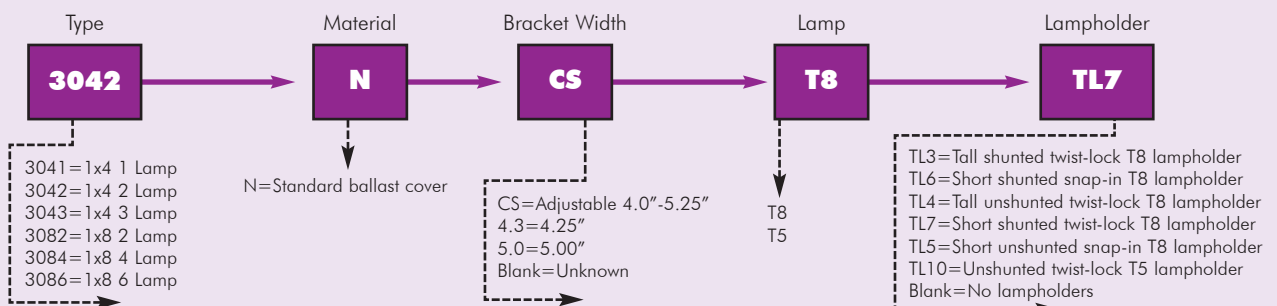 Type
Material
Bracket Width
Lamp
Lampholder
3042
N
CS
T8
TL7
3041=1x4 1 Lamp
3042=1x4 2 Lamp
3043=1x4 3 Lamp
3082=1x8 2 Lamp
3084=1x8 4 Lamp
3086=1x8 6 Lamp
N=Standard ballast cover
CS=Adjustable 4.0″-5.25″
4.3=4.25″
5.0=5.00″
Blank=Unknown
T8
T5
TL3=Tall shunted twist-lock T8 lampholder
TL6=Short shunted snap-in T8 lampholder
TL4=Tall unshunted twist-lock T8 lampholder
TL7=Short shunted twist-lock T8 lampholder
TL5=Short unshunted snap-in T8 lampholder
TL10=Unshunted twist-lock T5 lampholder
Blank=No lampholders